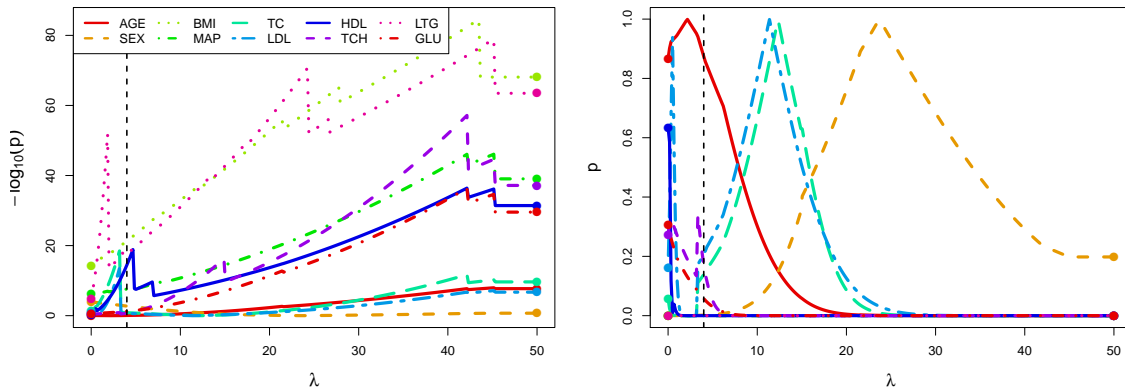 AGE BMI TC HDL LTG
SEX MAP LDL TCH GLU
−log10(p)
80
60
40
20
0
0 10 20 30 40 50
λ
p
1.0
0.8
0.6
0.4
0.2
0.0
0 10 20 30 40 50
λ